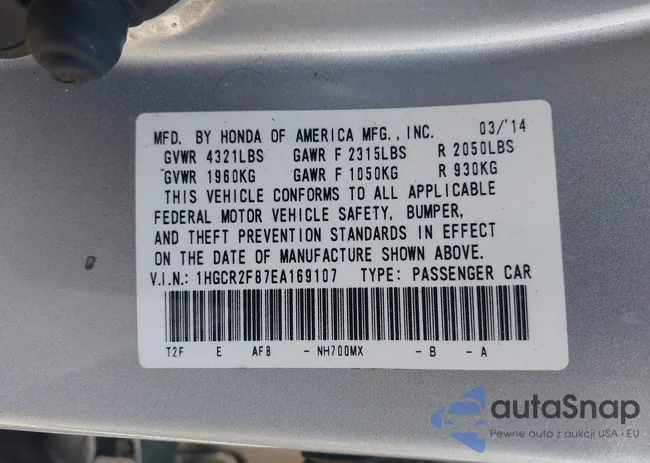 MFD. BY HONDA OF AMERICA MFG., INC. 03/'14
GVWR 4321LBS GAWR F 2315LBS R 2050LBS
GVWR 1960KG GAWR F 1050KG R 930KG
THIS VEHICLE CONFORMS TO ALL APPLICABLE
FEDERAL MOTOR VEHICLE SAFETY, BUMPER,
AND THEFT PREVENTION STANDARDS IN EFFECT
ON THE DATE OF MANUFACTURE SHOWN ABOVE.
V.I.N.: 1HGCR2F87EA169107 TYPE: PASSENGER CAR
T2F E AF8 - NH700MX - B - A
autoSnap
Pewne auta z aukcji USA i EU